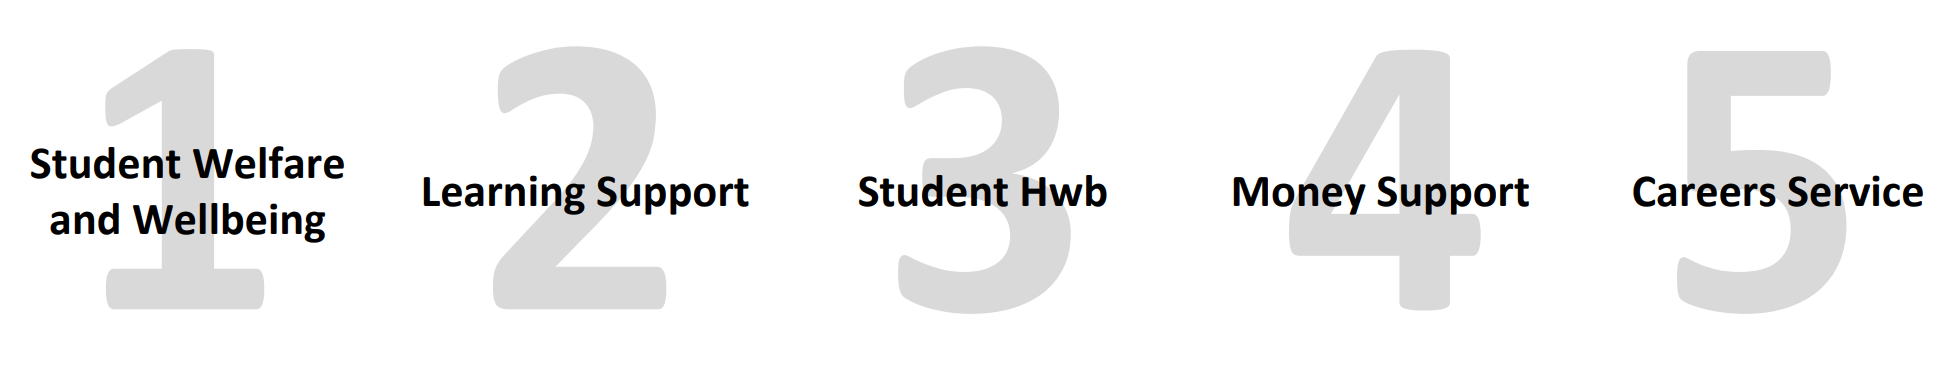 1
Student Welfare
and Wellbeing
2
Learning Support
3
Student Hwb
4
Money Support
5
Careers Service